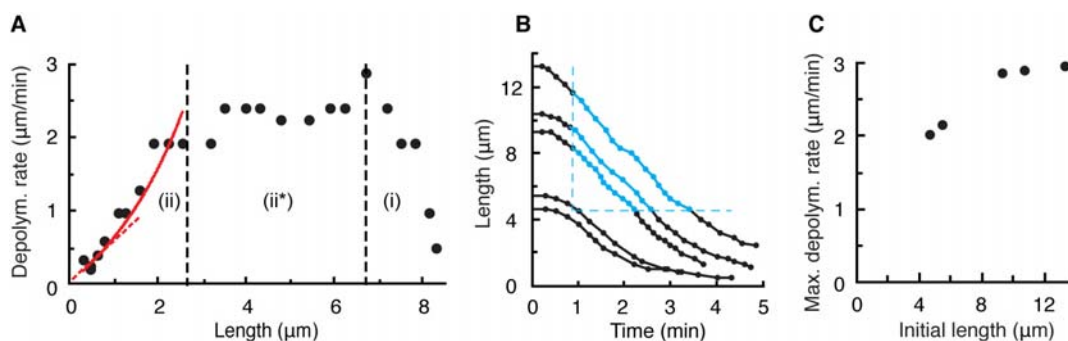 A
Depolym. rate (µm/min)
3
2
1
0
(ii)
(ii*)
(i)
0
2
4
6
8
Length (µm)
B
Length (µm)
12
8
4
0
0
1
2
3
4
5
Time (min)
C
Max. depolym. rate (µm/min)
3
2
1
0
0
4
8
12
Initial length (µm)